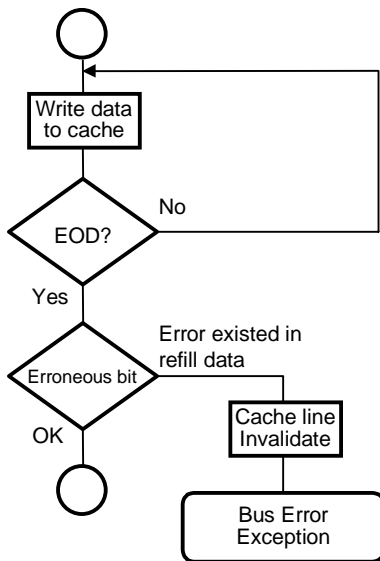 Write data
to cache
EOD?
No
Yes
Erroneous bit
Error existed in
refill data
OK
Cache line
Invalidate
Bus Error
Exception